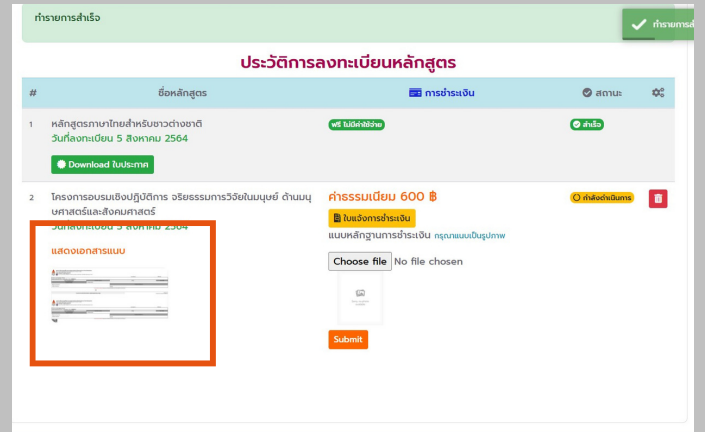 ทำรายการสำเร็จ
ทำรายการสำ
ประวัติการลงทะเบียนหลักสูตร
# ชื่อหลักสูตร การชำระเงิน สถานะ
1 หลักสูตรภาษาไทยสำหรับชาวต่างชาติ ฟรี ไม่มีค่าใช้จ่าย สำเร็จ
วันที่ลงทะเบียน 5 สิงหาคม 2564
Download ใบประกาศ
2 โครงการอบรมเชิงปฏิบัติการ จริยธรรมการวิจัยในมนุษย์ ด้านมนุ ค่าธรรมเนียม 600 ฿ กำลังดำเนินการ
ษศาสตร์และสังคมศาสตร์ ใบแจ้งการชำระเงิน
วันที่ลงทะเบียน 5 สิงหาคม 2564 แนบหลักฐานการชำระเงิน กรุณาแนบเป็นรูปภาพ
แสดงเอกสารแนบ
Choose file No file chosen
Submit